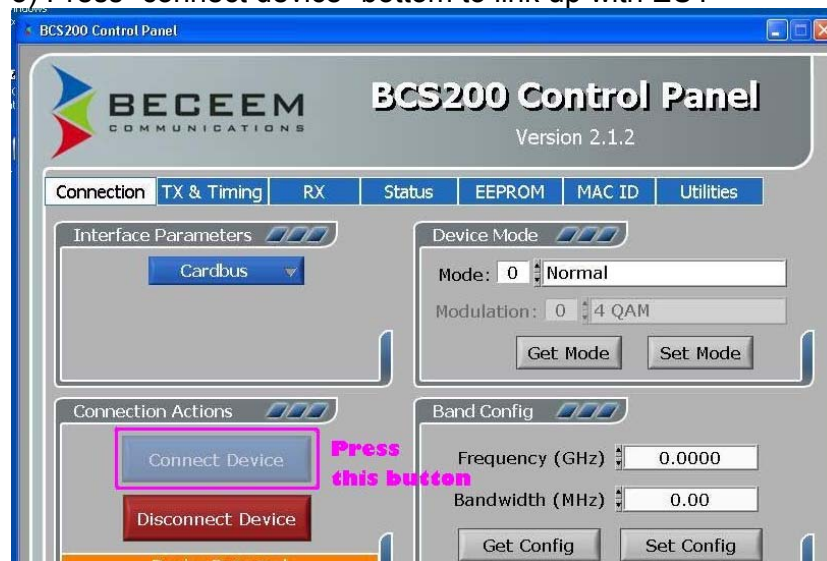 BCS200 Control Panel
BECEEM
COMMUNICATIONS
BCS200 Control Panel
Version 2.1.2
Connection TX & Timing RX Status EEPROM MAC ID Utilities
Interface Parameters
Cardbus
Device Mode
Mode: 0 Normal
Modulation: 0 4 QAM
Get Mode Set Mode
Connection Actions
Connect Device
Press
this button
Disconnect Device
Band Config
Frequency (GHz) 0.0000
Bandwidth (MHz) 0.00
Get Config Set Config